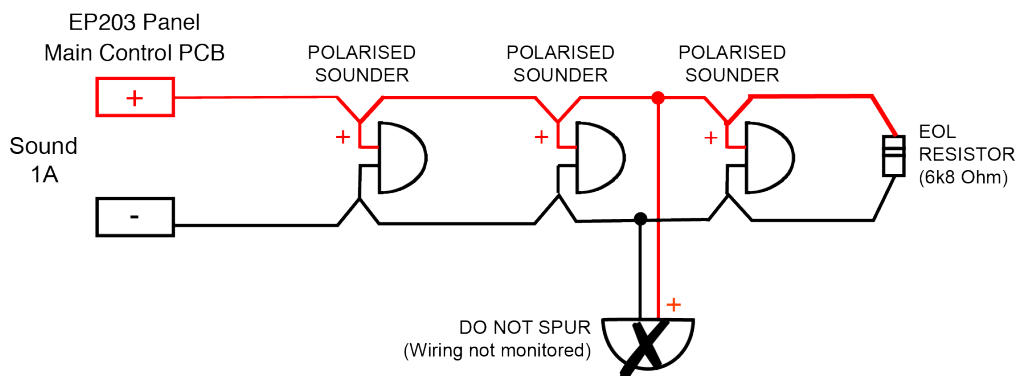 EP203 Panel
Main Control PCB
+
Sound
1A
-
POLARISED
SOUNDER
+
POLARISED
SOUNDER
+
POLARISED
SOUNDER
+
EOL
RESISTOR
(6k8 Ohm)
+
DO NOT SPUR
(Wiring not monitored)